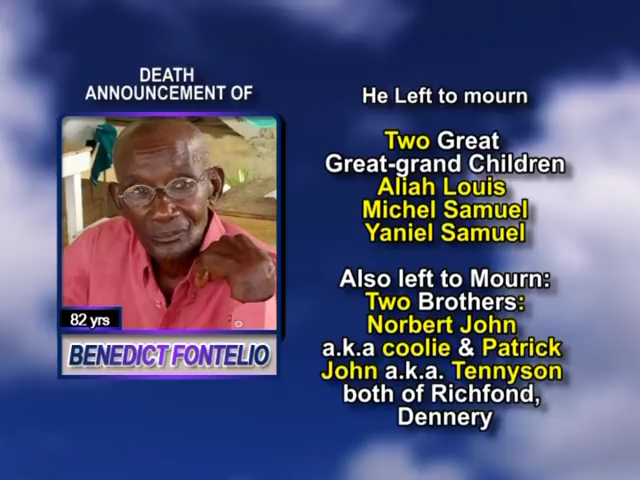 DEATH
ANNOUNCEMENT OF
82 yrs
BENEDICT FONTELIO
He Left to mourn
Two Great
Great-grand Children
Aliah Louis
Michel Samuel
Yaniel Samuel
Also left to Mourn:
Two Brothers:
Norbert John
a.k.a coolie & Patrick
John a.k.a. Tennyson
both of Richfond,
Dennery